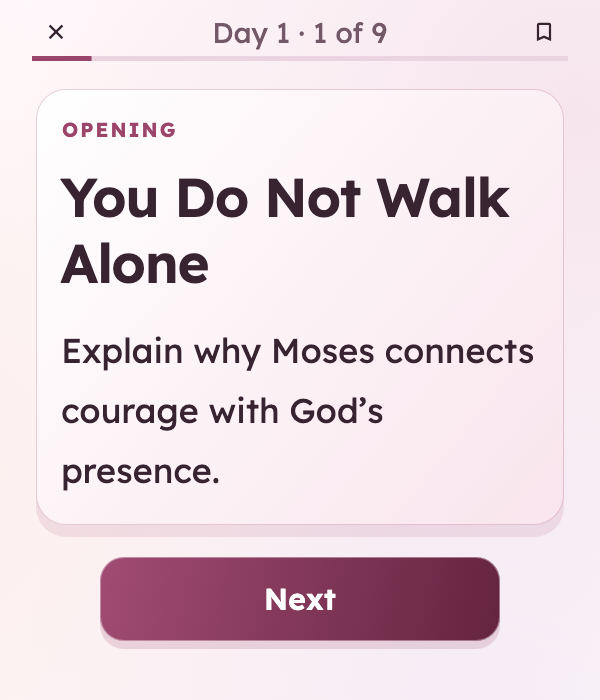 Day 1 · 1 of 9
OPENING
You Do Not Walk
Alone
Explain why Moses connects
courage with God’s
presence.
Next